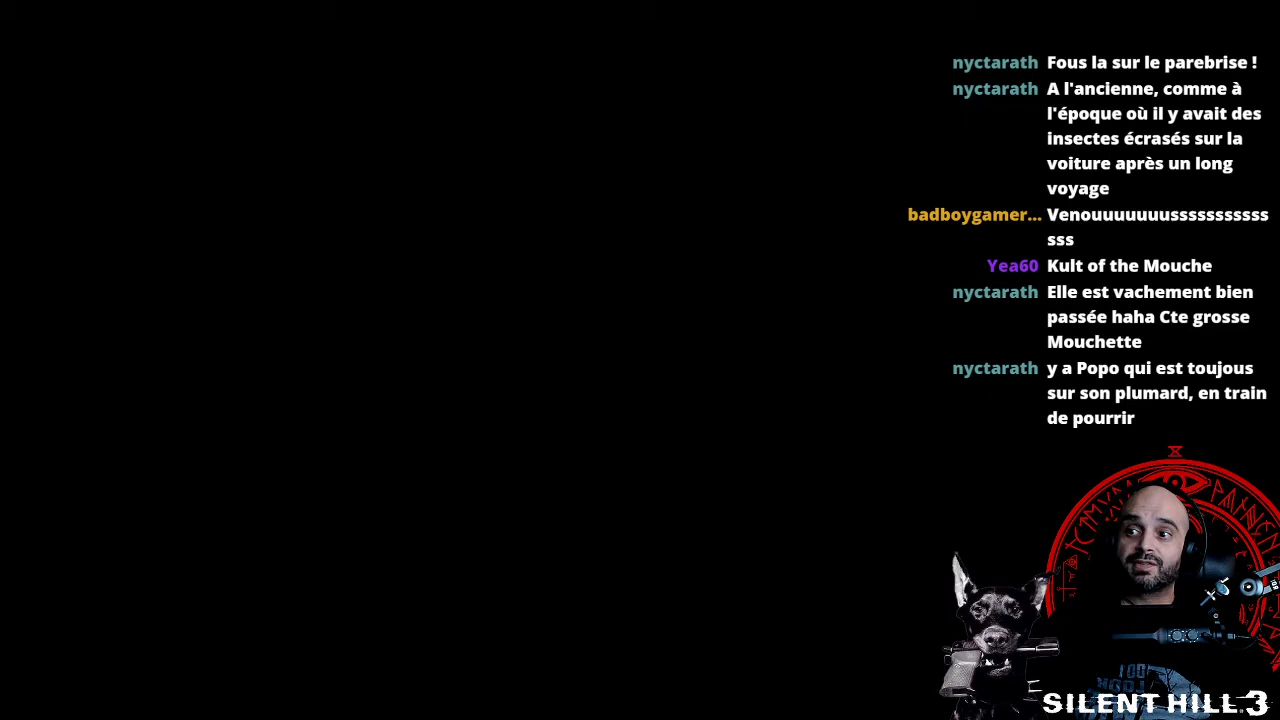 nyctarath Fous la sur le parebrise !
nyctarath A l'ancienne, comme à
l'époque où il y avait des
insectes écrasés sur la
voiture après un long
voyage
badboygamer... Venouuuuuuusssssssssss
sss
Yea60 Kult of the Mouche
nyctarath Elle est vachement bien
passée haha Cte grosse
Mouchette
nyctarath y a Popo qui est toujous
sur son plumard, en train
de pourrir
SILENT HILL 3